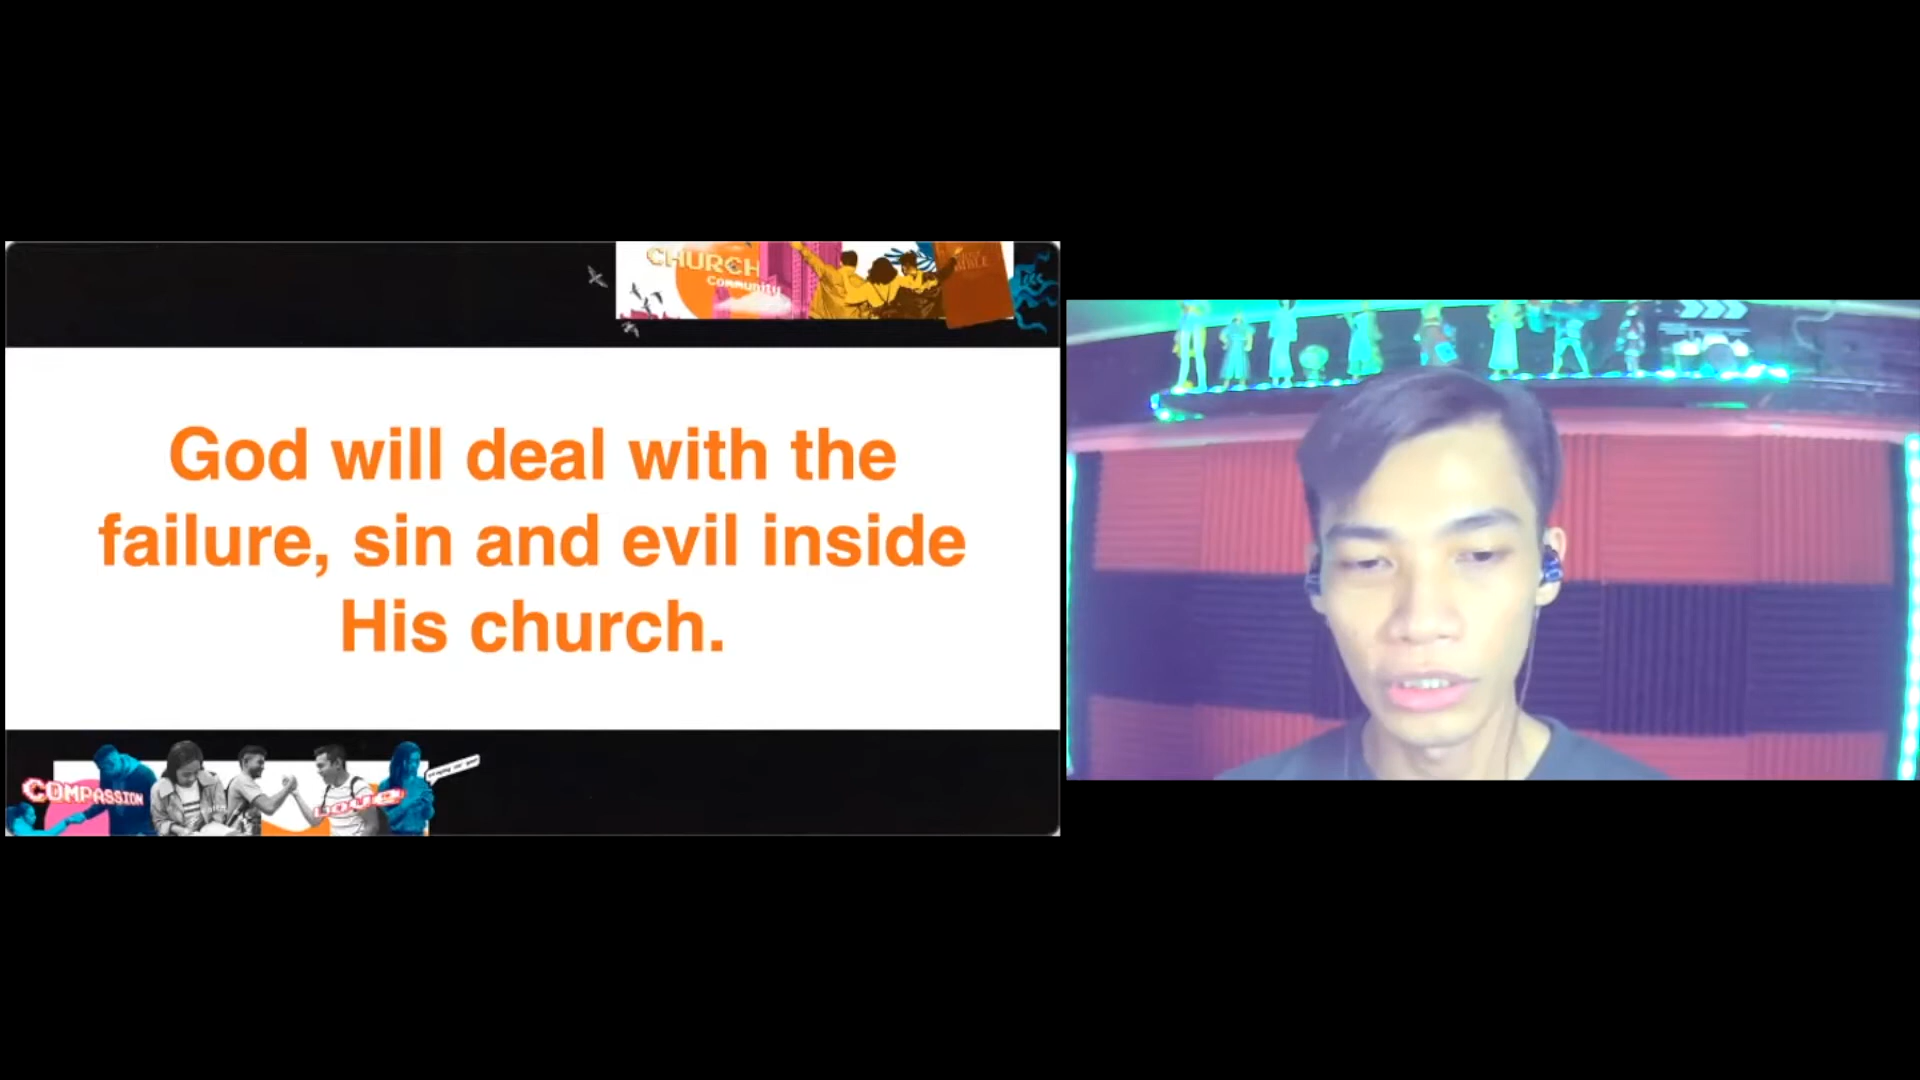 CHURCH
Community
God will deal with the
failure, sin and evil inside
His church.
COMPASSION